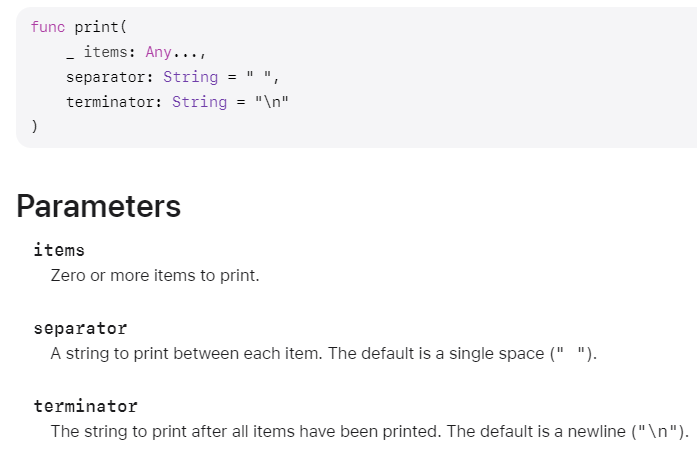 func print(
    _ items: Any...,
    separator: String = " ",
    terminator: String = "\n"
)
Parameters
items
Zero or more items to print.
separator
A string to print between each item. The default is a single space (" ").
terminator
The string to print after all items have been printed. The default is a newline ("\n").